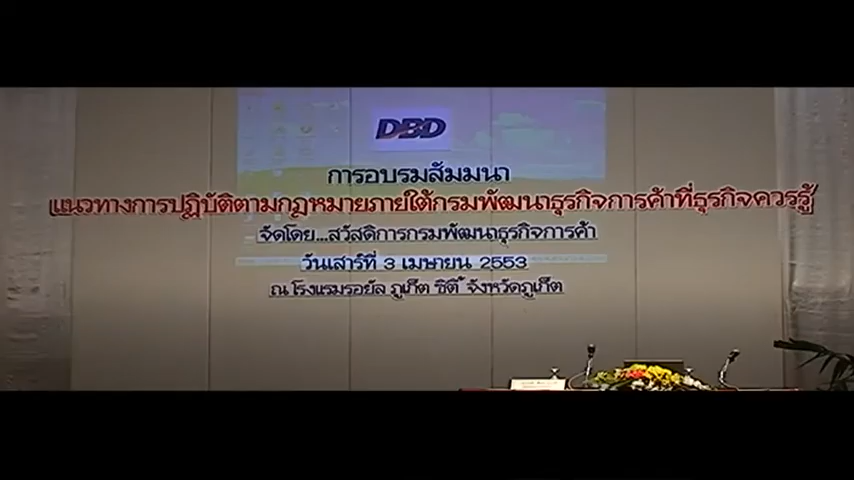 DBD
การอบรมสัมมนา
แนวทางการปฏิบัติตามกฎหมายภายใต้กรมพัฒนาธุรกิจการค้าที่ธุรกิจควรรู้
จัดโดย...สวัสดิการกรมพัฒนาธุรกิจการค้า
วันเสาร์ที่ 3 เมษายน 2553
ณ โรงแรมรอยัล ภูเก็ต ซิตี้ จังหวัดภูเก็ต